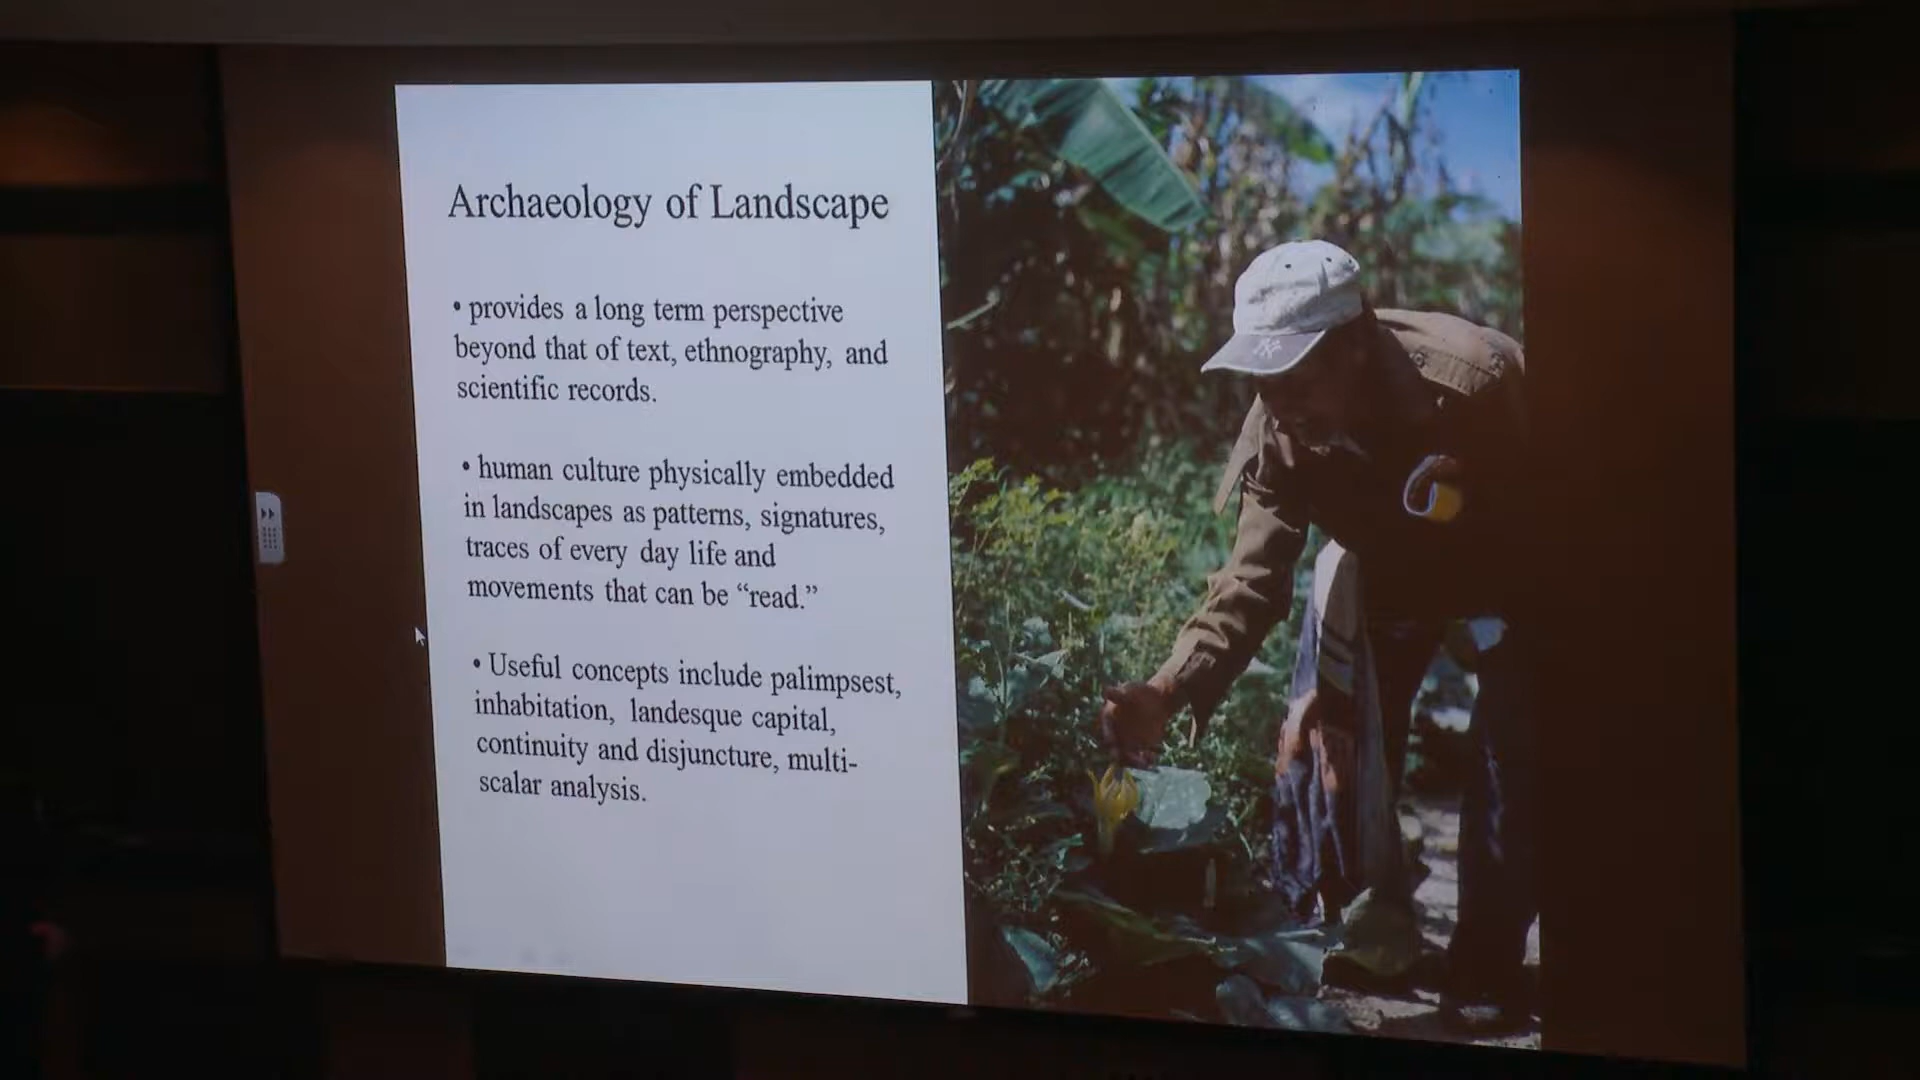 Archaeology of Landscape
• provides a long term perspective
beyond that of text, ethnography, and
scientific records.
• human culture physically embedded
in landscapes as patterns, signatures,
traces of every day life and
movements that can be “read.”
• Useful concepts include palimpsest,
inhabitation, landesque capital,
continuity and disjuncture, multi-
scalar analysis.
NY